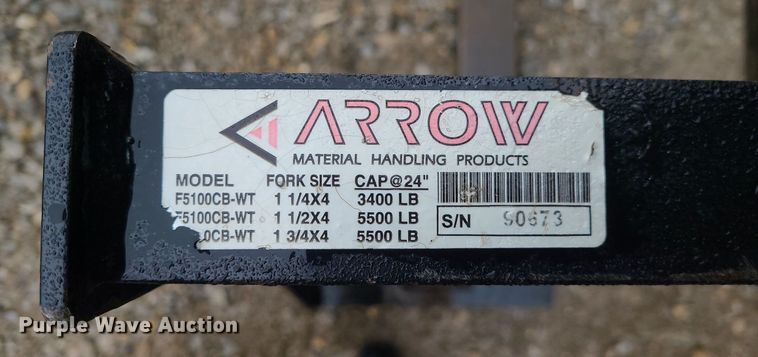 ARROW
MATERIAL HANDLING PRODUCTS
MODEL FORK SIZE CAP@24"
F5100CB-WT 1 1/4X4 3400 LB
F5100CB-WT 1 1/2X4 5500 LB
0CB-WT 1 3/4X4 5500 LB
S/N 90673
Purple Wave Auction